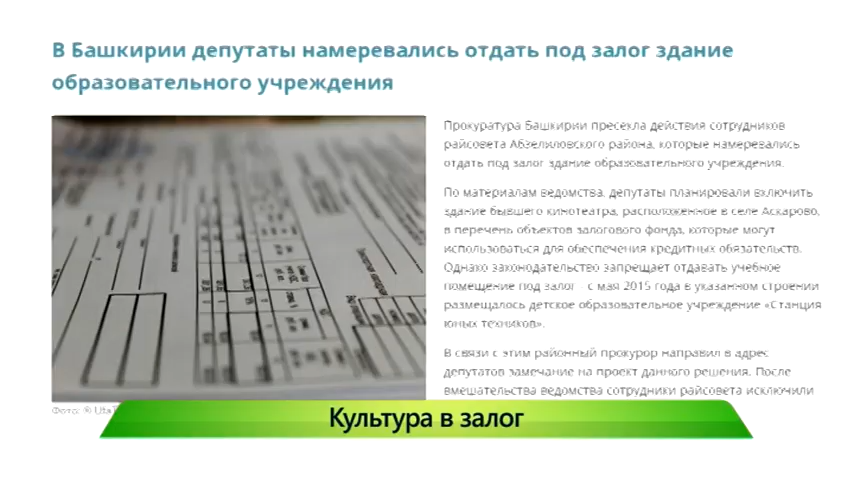 В Башкирии депутаты намеревались отдать под залог здание
образовательного учреждения
Прокуратура Башкирии пресекла действия сотрудников
райсовета Абзелиловского района, которые намеревались
отдать под залог здание образовательного учреждения.
По материалам ведомства, депутаты планировали включить
здание бывшего кинотеатра, расположенное в селе Аскарово,
в перечень объектов залогового фонда, которые могут
использоваться для обеспечения кредитных обязательств.
Однако законодательство запрещает отдавать учебное
помещение под залог - с мая 2015 года в указанном строении
размещалось детское образовательное учреждение «Станция
юных техников».
В связи с этим районный прокурор направил в адрес
депутатов замечание на проект данного решения. После
вмешательства ведомства сотрудники райсовета исключили
Фото: ©
Культура в залог